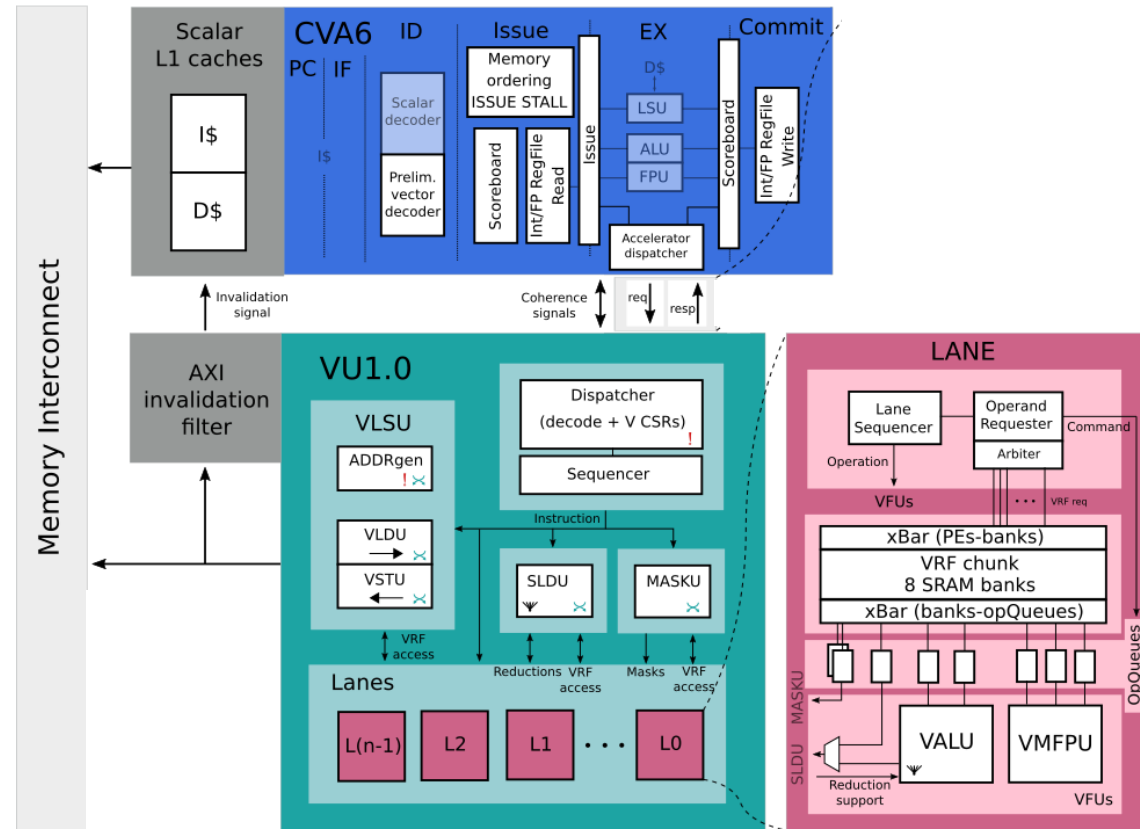 Memory Interconnect
Scalar
L1 caches
I$
D$
CVA6
PC
IF
I$
ID
Scalar
decoder
Prelim.
vector
decoder
Issue
Memory
ordering
ISSUE STALL
Scoreboard
Int/FP RegFile
Read
Issue
EX
D$
LSU
ALU
FPU
Accelerator
dispatcher
Scoreboard
Commit
Int/FP RegFile
Write
Invalidation
signal
Coherence
signals
req
resp
AXI
invalidation
filter
VU1.0
VLSU
ADDRgen
!
VLDU
VSTU
Dispatcher
(decode + V CSRs)
!
Sequencer
Instruction
SLDU
MASKU
VRF
access
Reductions
VRF
access
Masks
VRF
access
Lanes
L(n-1)
L2
L1
• • •
L0
LANE
Lane
Sequencer
Operand
Requester
Arbiter
Command
Operation
VFUs
• • •
VRF req
xBar (PEs-banks)
VRF chunk
8 SRAM banks
xBar (banks-opQueues)
OpQueues
MASKU
SLDU
VALU
VMFPU
Reduction
support
VFUs